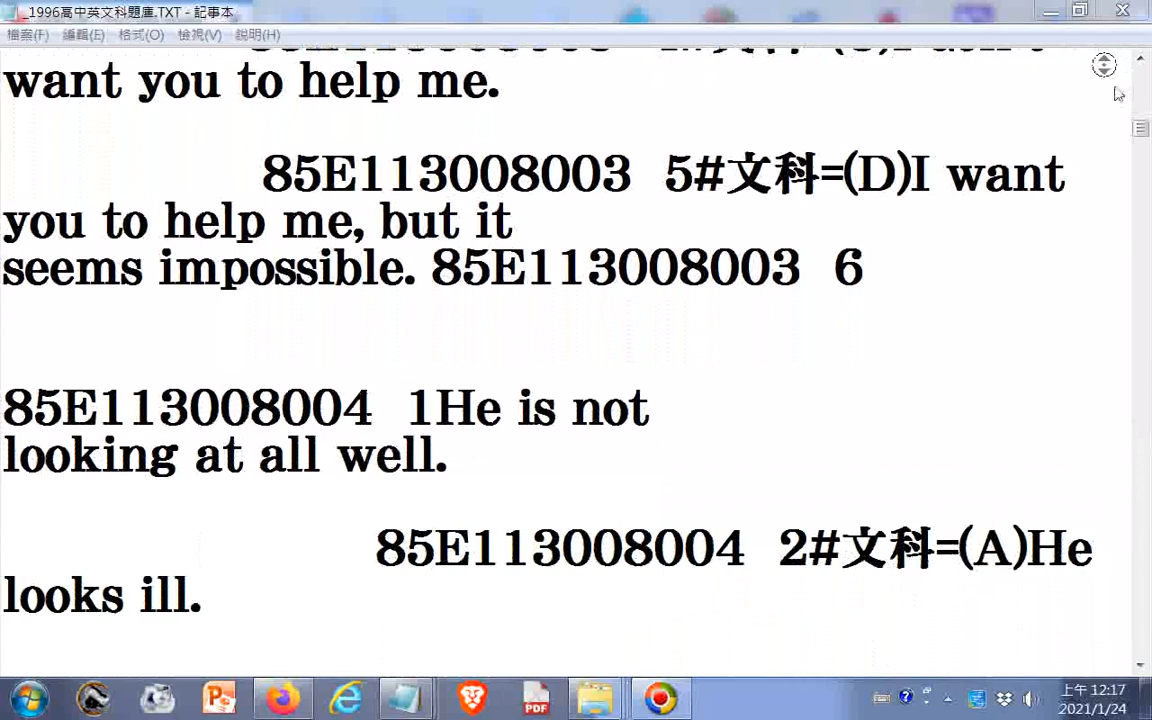 _1996高中英文科題庫.TXT - 記事本
檔案(F) 編輯(E) 格式(O) 檢視(V) 說明(H)
want you to help me.
85E113008003 5#文科=(D)I want
you to help me, but it
seems impossible. 85E113008003 6
85E113008004 1He is not
looking at all well.
85E113008004 2#文科=(A)He
looks ill.
PDF
上午 12:17
2021/1/24